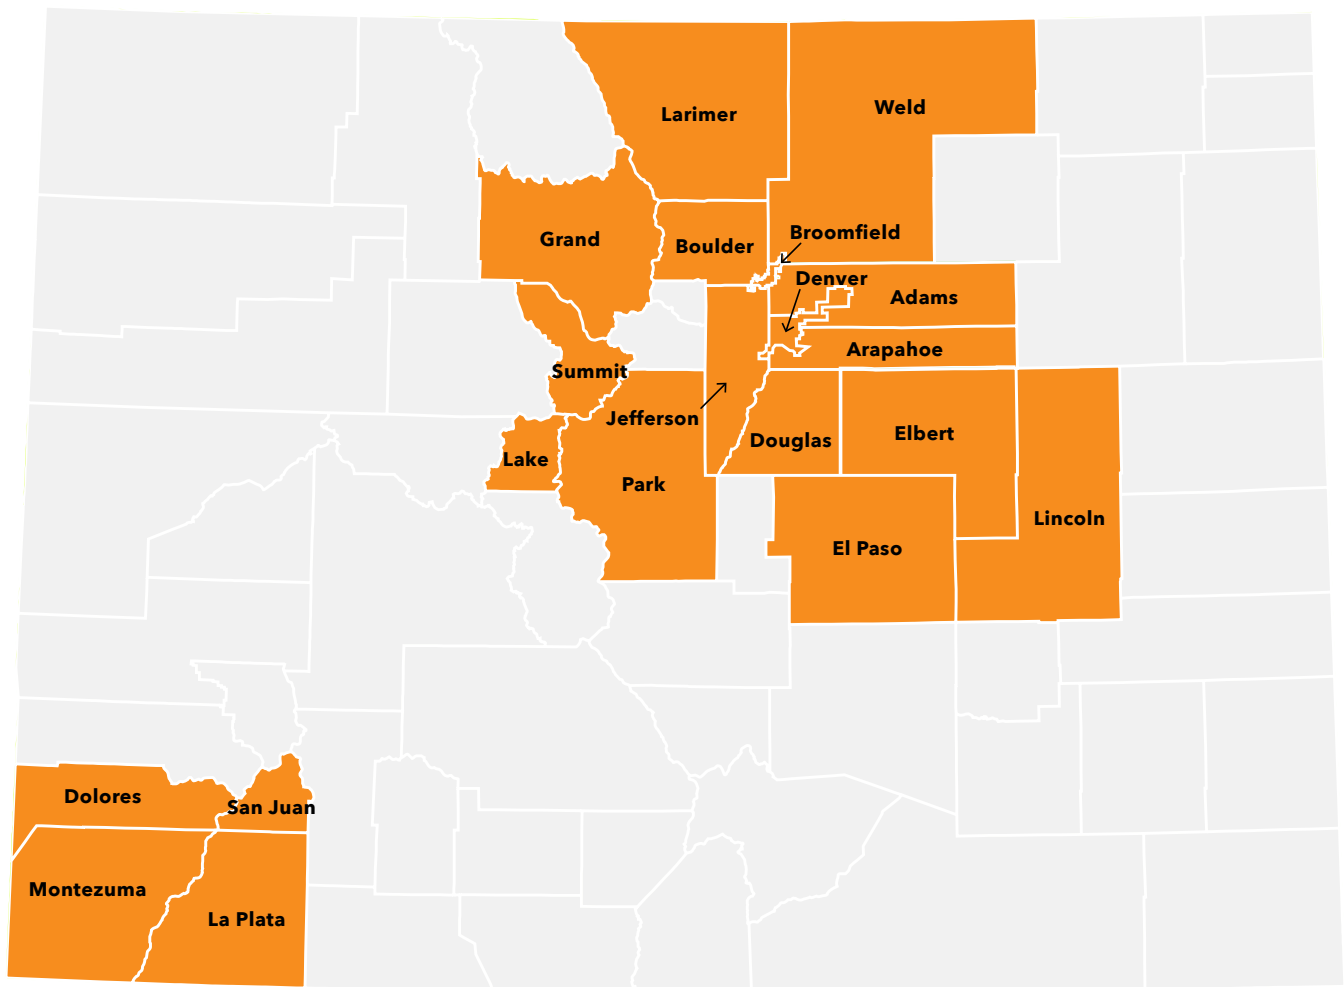 Larimer
Weld
Grand
Boulder
Broomfield
Denver
Adams
Arapahoe
Summit
Jefferson
Douglas
Elbert
Lake
Park
Lincoln
El Paso
Dolores
San Juan
Montezuma
La Plata